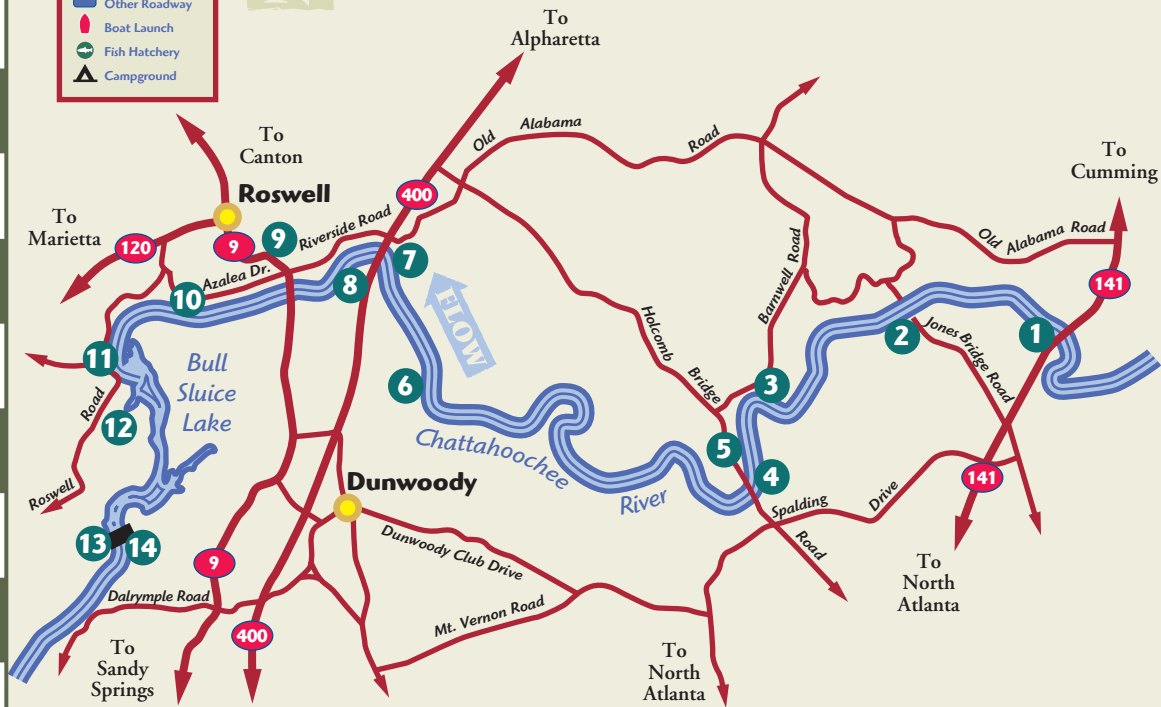 Other Roadway
Boat Launch
Fish Hatchery
Campground
To
Alpharetta
To
Canton
Roswell
To
Marietta
To
Cumming
Old Alabama Road
Old Alabama Road
400
120
9
9
Riverside Road
Azalea Dr.
10
8
7
FLOW
141
Barnwell Road
Holcomb Bridge Road
2
1
Jones Bridge Road
11
Bull
Sluice
Lake
6
3
12
Roswell Road
Chattahoochee River
5
4
Dunwoody
141
Spalding Drive
13
14
9
Dunwoody Club Drive
Dalrymple Road
Mt. Vernon Road
400
To
North
Atlanta
To
Sandy
Springs
To
North
Atlanta